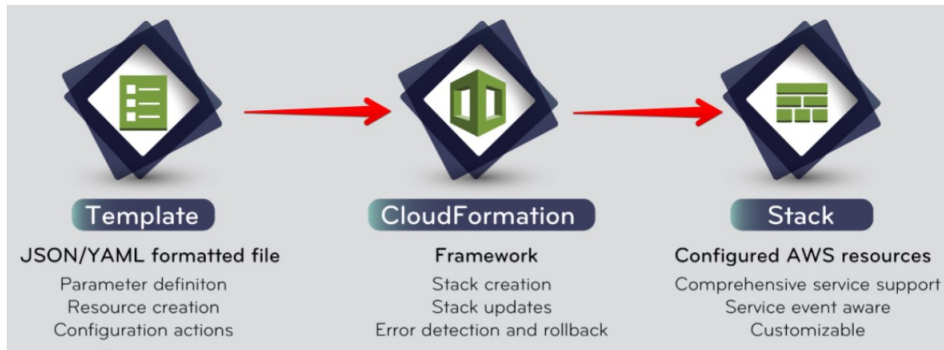 Template
JSON/YAML formatted file
Parameter definiton
Resource creation
Configuration actions
CloudFormation
Framework
Stack creation
Stack updates
Error detection and rollback
Stack
Configured AWS resources
Comprehensive service support
Service event aware
Customizable